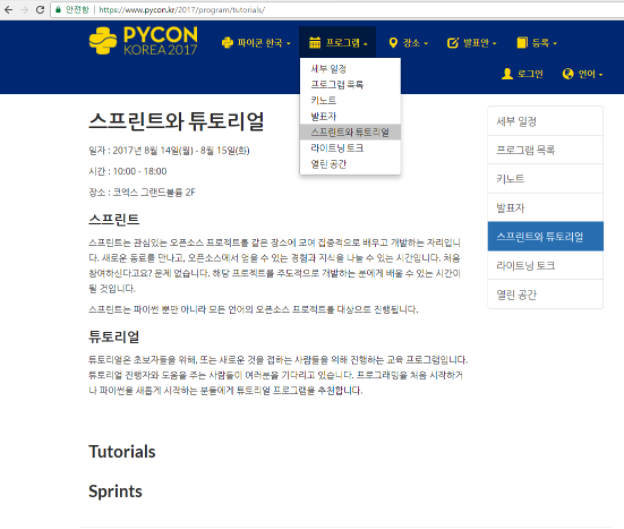 안전함 | https://www.pycon.kr/2017/program/tutorials/
PYCON
KOREA 2017
파이콘 한국
프로그램
장소
발표안
등록
로그인
언어
세부 일정
프로그램 목록
키노트
발표자
스프린트와 튜토리얼
라이트닝 토크
열린 공간
스프린트와 튜토리얼
일자 : 2017년 8월 14일(월) - 8월 15일(화)
시간 : 10:00 - 18:00
장소 : 코엑스 그랜드볼륨 2F
스프린트
스프린트는 관심있는 오픈소스 프로젝트를 같은 장소에 모여 집중적으로 배우고 개발하는 자리입니
다. 새로운 동료를 만나고, 오픈소스에서 얻을 수 있는 경험과 지식을 나눌 수 있는 시간입니다. 처음
참여하신다고요? 문제 없습니다. 해당 프로젝트를 주도적으로 개발하는 분에게 배울 수 있는 시간이
될 것입니다.
스프린트는 파이썬 뿐만 아니라 모든 언어의 오픈소스 프로젝트를 대상으로 진행됩니다.
튜토리얼
튜토리얼은 초보자들을 위해, 또는 새로운 것을 접하는 사람들을 위해 진행하는 교육 프로그램입니다.
튜토리얼 진행자와 도움을 주는 사람들이 여러분을 기다리고 있습니다. 프로그래밍을 처음 시작하거
나 파이썬을 새롭게 시작하는 분들에게 튜토리얼 프로그램을 추천합니다.
Tutorials
Sprints
세부 일정
프로그램 목록
키노트
발표자
스프린트와 튜토리얼
라이트닝 토크
열린 공간